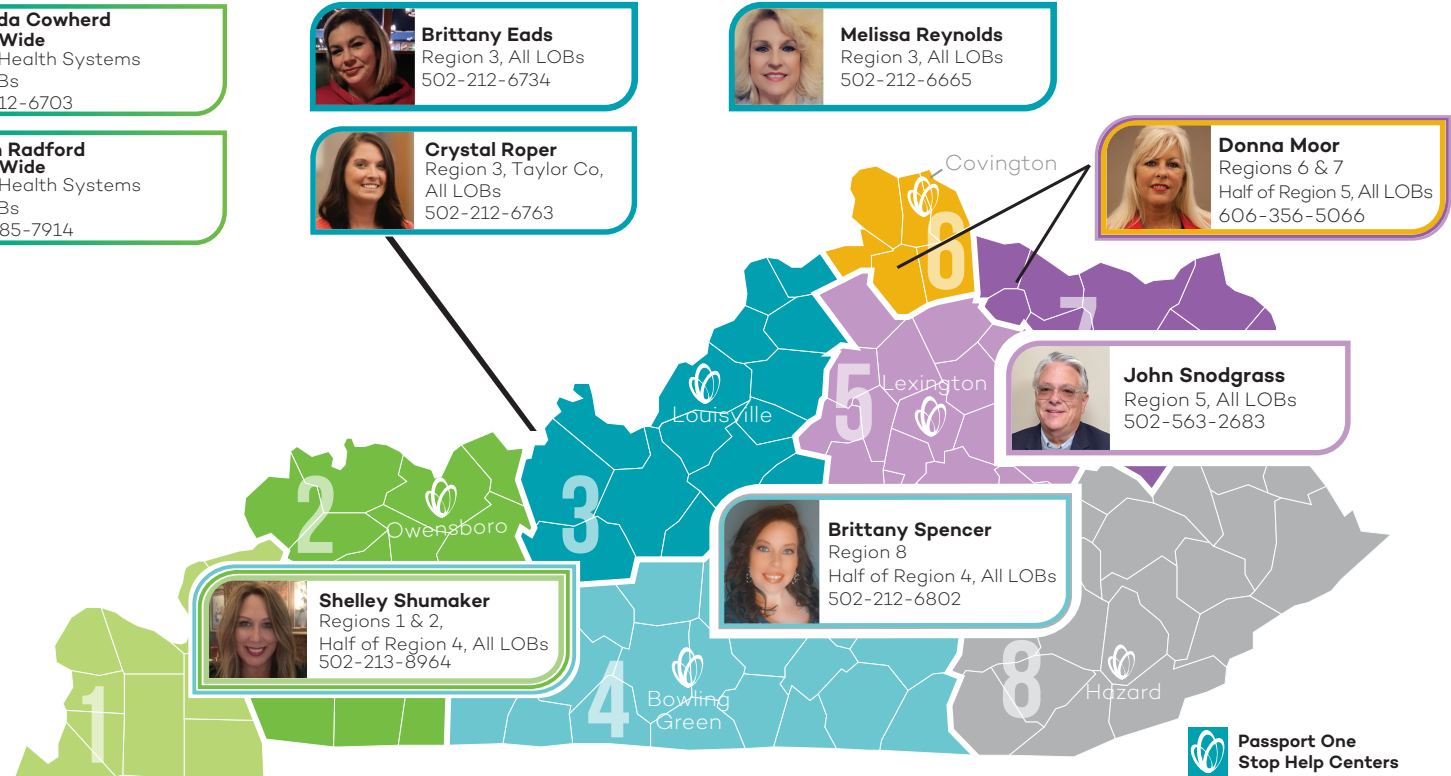 Cowherd
Wide
Health Systems
12-6703
Radford
Wide
Health Systems
85-7914
Brittany Eads
Region 3, All LOBs
502-212-6734
Crystal Roper
Region 3, Taylor Co,
All LOBs
502-212-6763
Melissa Reynolds
Region 3, All LOBs
502-212-6665
Donna Moor
Regions 6 & 7
Half of Region 5, All LOBs
606-356-5066
Covington
6
7
John Snodgrass
Region 5, All LOBs
502-563-2683
5
Lexington
Louisville
2
Owensboro
3
Brittany Spencer
Region 8
Half of Region 4, All LOBs
502-212-6802
Shelley Shumaker
Regions 1 & 2,
Half of Region 4, All LOBs
502-213-8964
1
4
Bowling
Green
8
Hazard
Passport One
Stop Help Centers